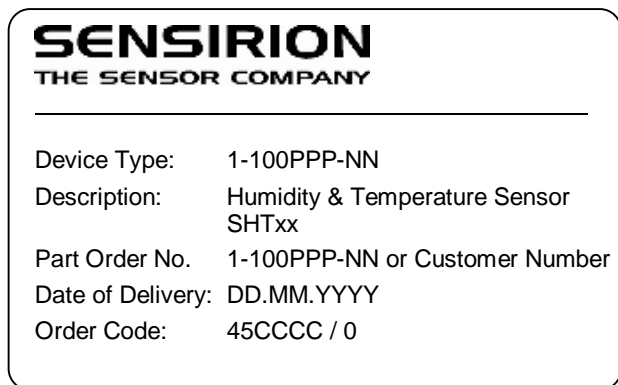 SENSIRION
THE SENSOR COMPANY
Device Type: 1-100PPP-NN
Description: Humidity & Temperature Sensor
SHTxx
Part Order No. 1-100PPP-NN or Customer Number
Date of Delivery: DD.MM.YYYY
Order Code: 45CCCC / 0